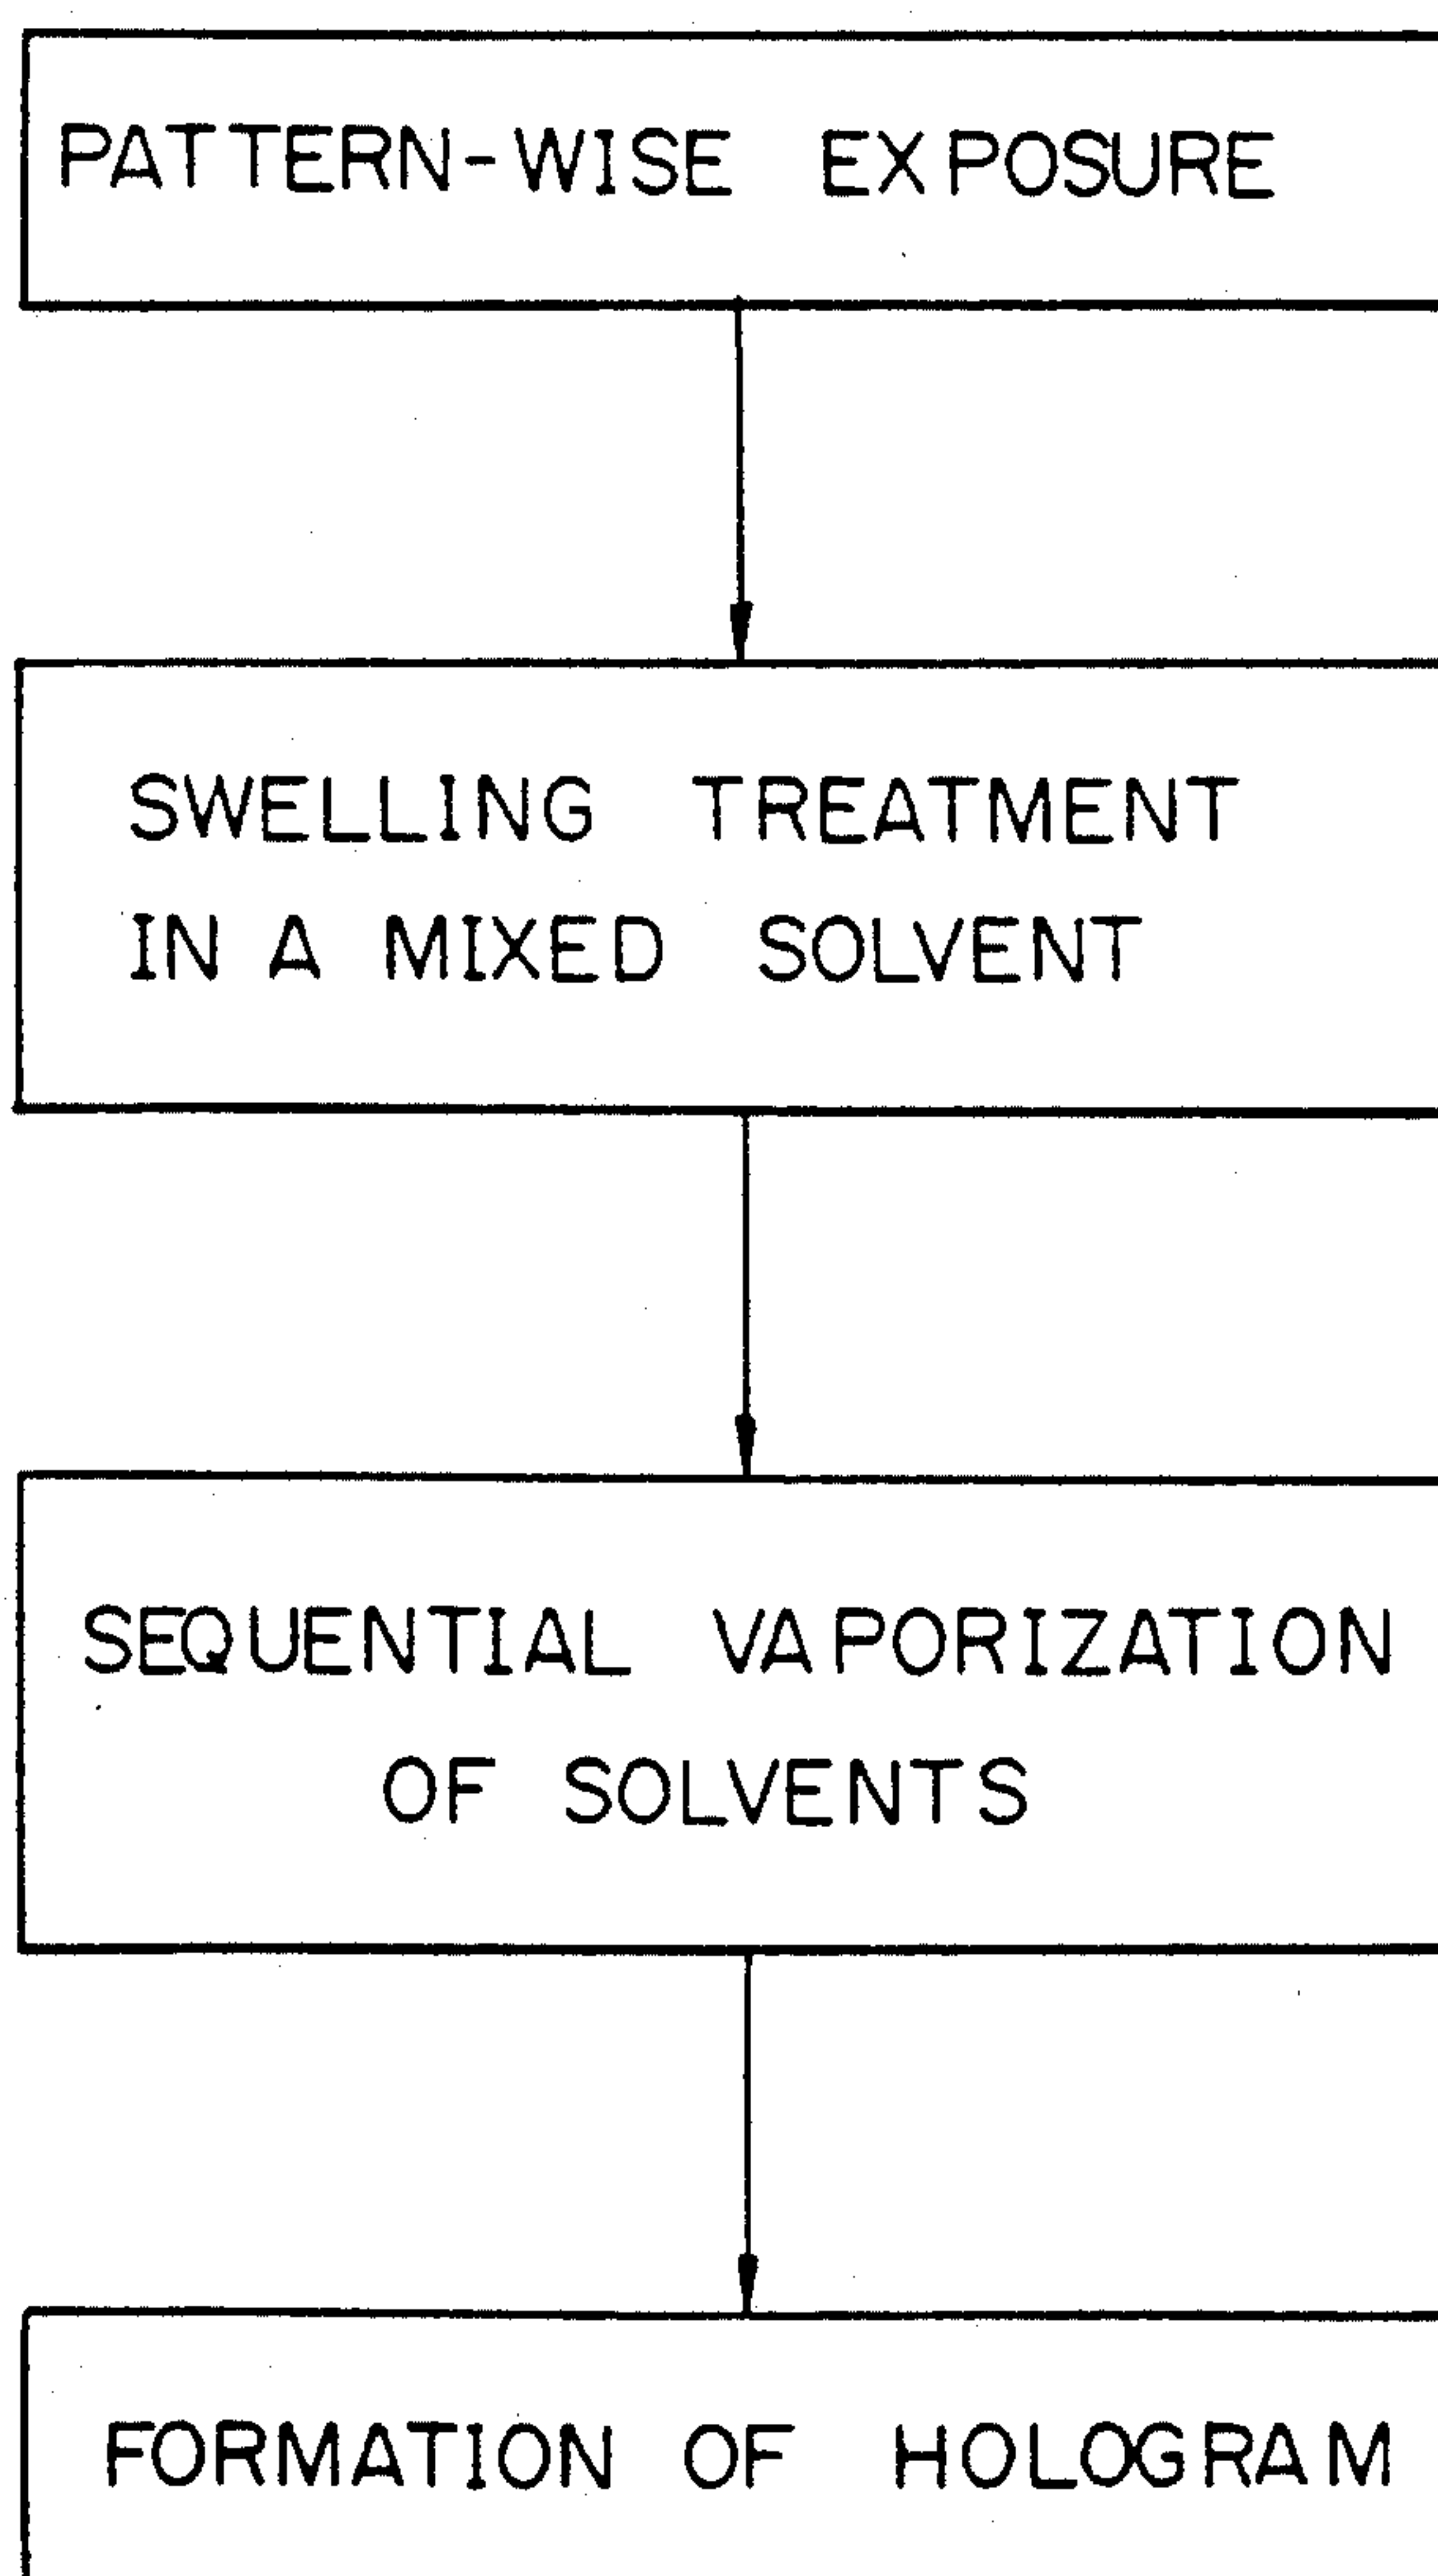 PATTERN-WISE EXPOSURE
SWELLING TREATMENT
IN A MIXED SOLVENT
SEQUENTIAL VAPORIZATION
OF SOLVENTS
FORMATION OF HOLOGRAM